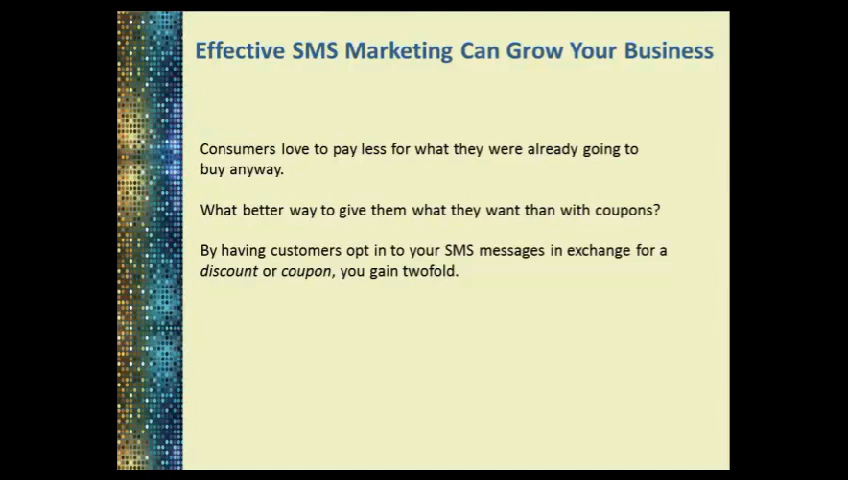 Effective SMS Marketing Can Grow Your Business
Consumers love to pay less for what they were already going to
buy anyway.
What better way to give them what they want than with coupons?
By having customers opt in to your SMS messages in exchange for a
discount or coupon, you gain twofold.